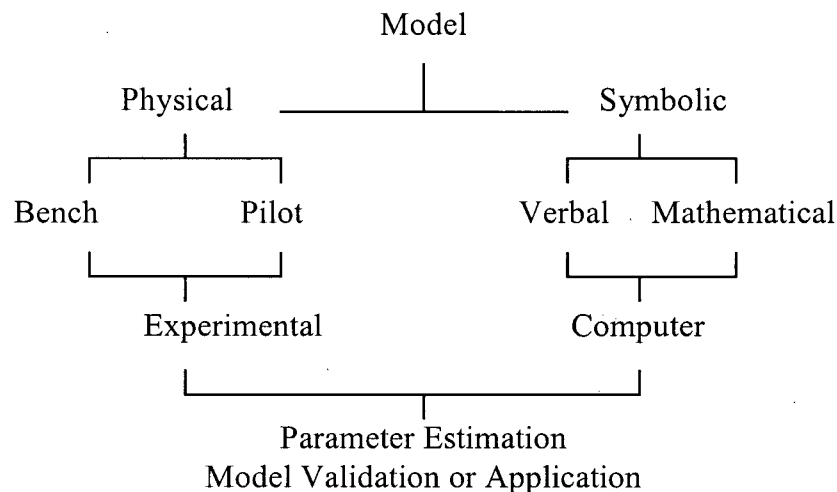 Model
Physical Symbolic
Bench Pilot Verbal Mathematical
Experimental Computer
Parameter Estimation
Model Validation or Application